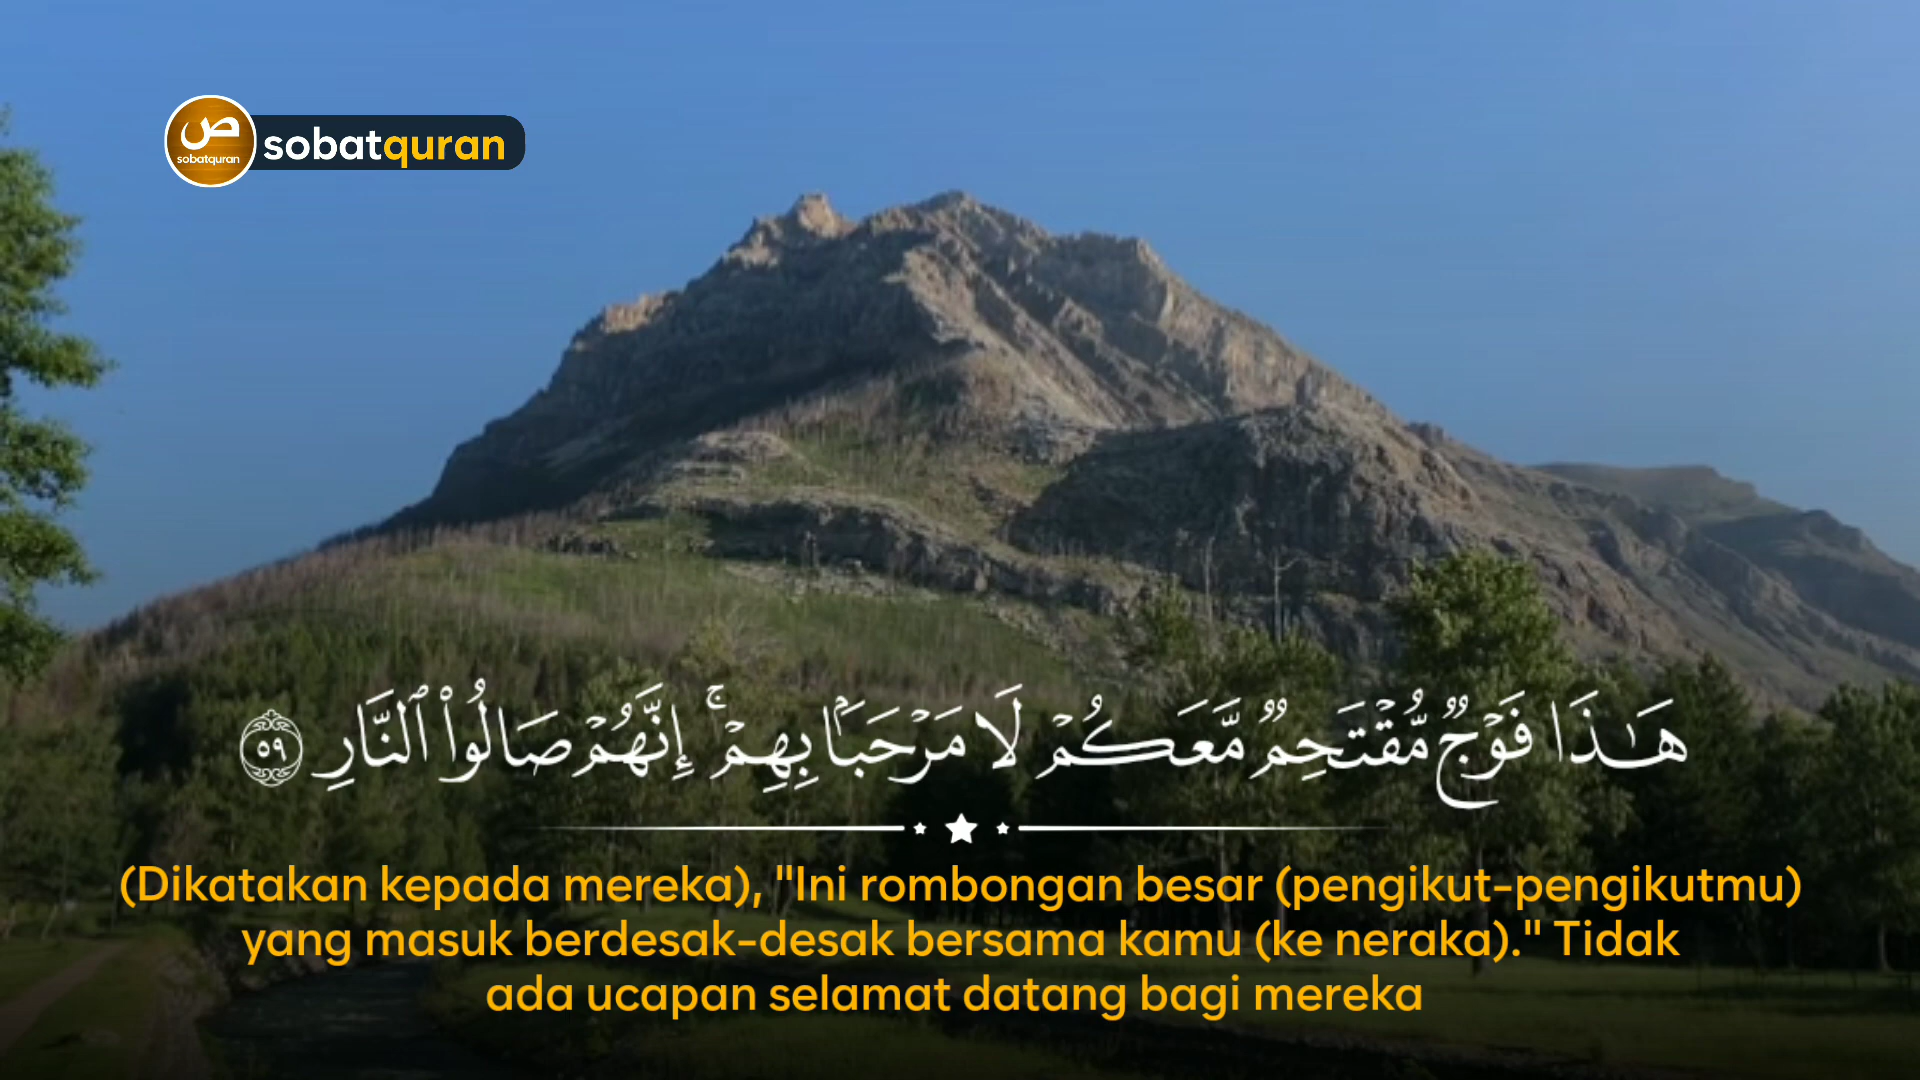 ص
sobatquran
sobatquran
هَـٰذَا فَوْجٌ مُّقْتَحِمٌ مَّعَكُمْ لَا مَرْحَبًۢا بِهِمْ ۚ إِنَّهُمْ صَالُوا۟ ٱلنَّارِ ٥٩
(Dikatakan kepada mereka), "Ini rombongan besar (pengikut-pengikutmu)
yang masuk berdesak-desak bersama kamu (ke neraka)." Tidak
ada ucapan selamat datang bagi mereka